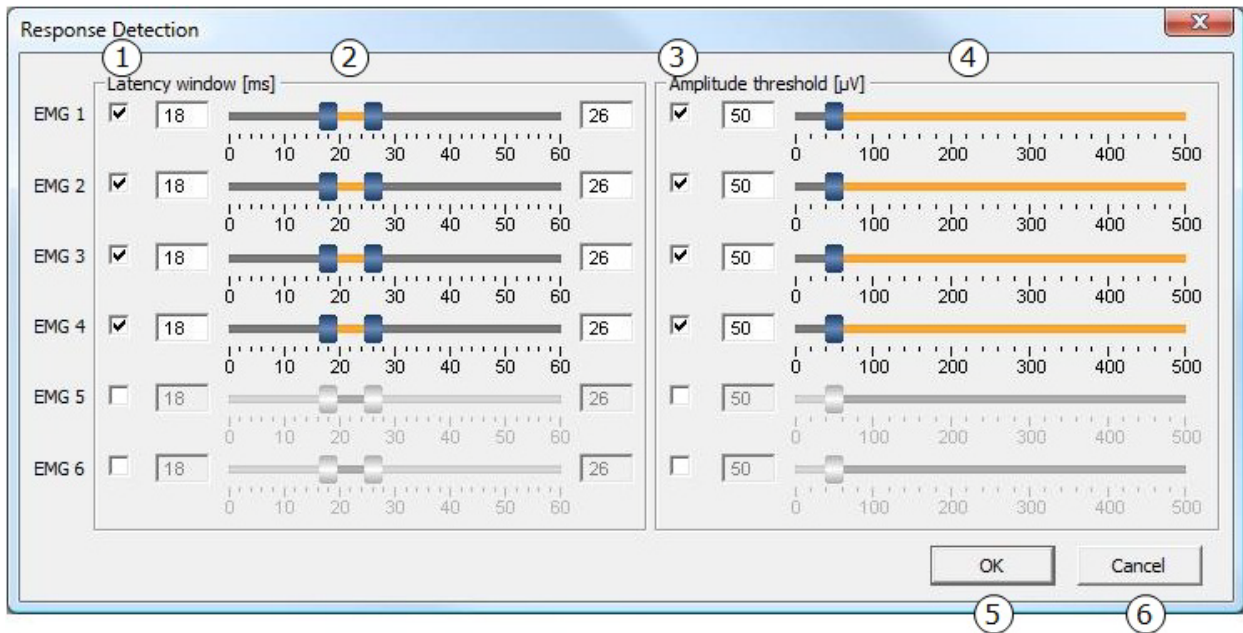 Response Detection
1 2 3 4
Latency window [ms] Amplitude threshold [µV]
EMG 1 18 26 50
0 10 20 30 40 50 60 0 100 200 300 400 500
EMG 2 18 26 50
0 10 20 30 40 50 60 0 100 200 300 400 500
EMG 3 18 26 50
0 10 20 30 40 50 60 0 100 200 300 400 500
EMG 4 18 26 50
0 10 20 30 40 50 60 0 100 200 300 400 500
EMG 5 18 26 50
0 10 20 30 40 50 60 0 100 200 300 400 500
EMG 6 18 26 50
0 10 20 30 40 50 60 0 100 200 300 400 500
OK Cancel
5 6